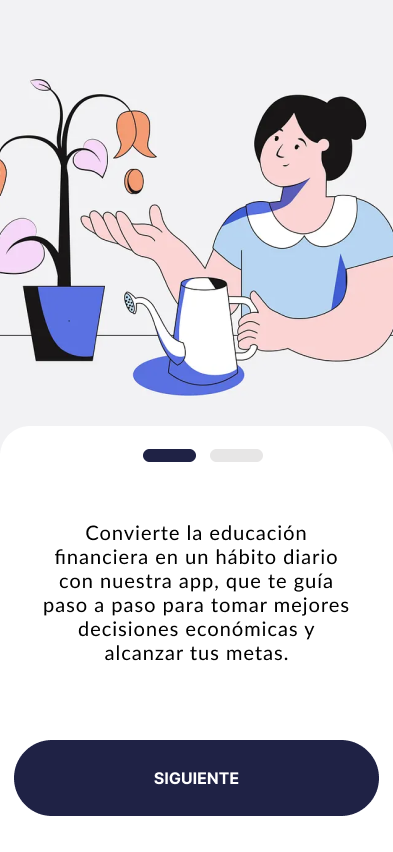 Convierte la educación
financiera en un hábito diario
con nuestra app, que te guía
paso a paso para tomar mejores
decisiones económicas y
alcanzar tus metas.
SIGUIENTE